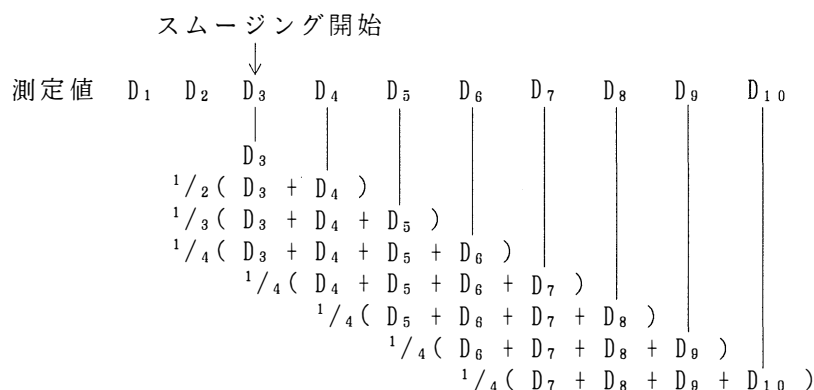 スムージング開始
測定値 D₁ D₂ D₃ D₄ D₅ D₆ D₇ D₈ D₉ D₁₀
D₃
¹/₂( D₃ + D₄ )
¹/₃( D₃ + D₄ + D₅ )
¹/₄( D₃ + D₄ + D₅ + D₆ )
¹/₄( D₄ + D₅ + D₆ + D₇ )
¹/₄( D₅ + D₆ + D₇ + D₈ )
¹/₄( D₆ + D₇ + D₈ + D₉ )
¹/₄( D₇ + D₈ + D₉ + D₁₀ )